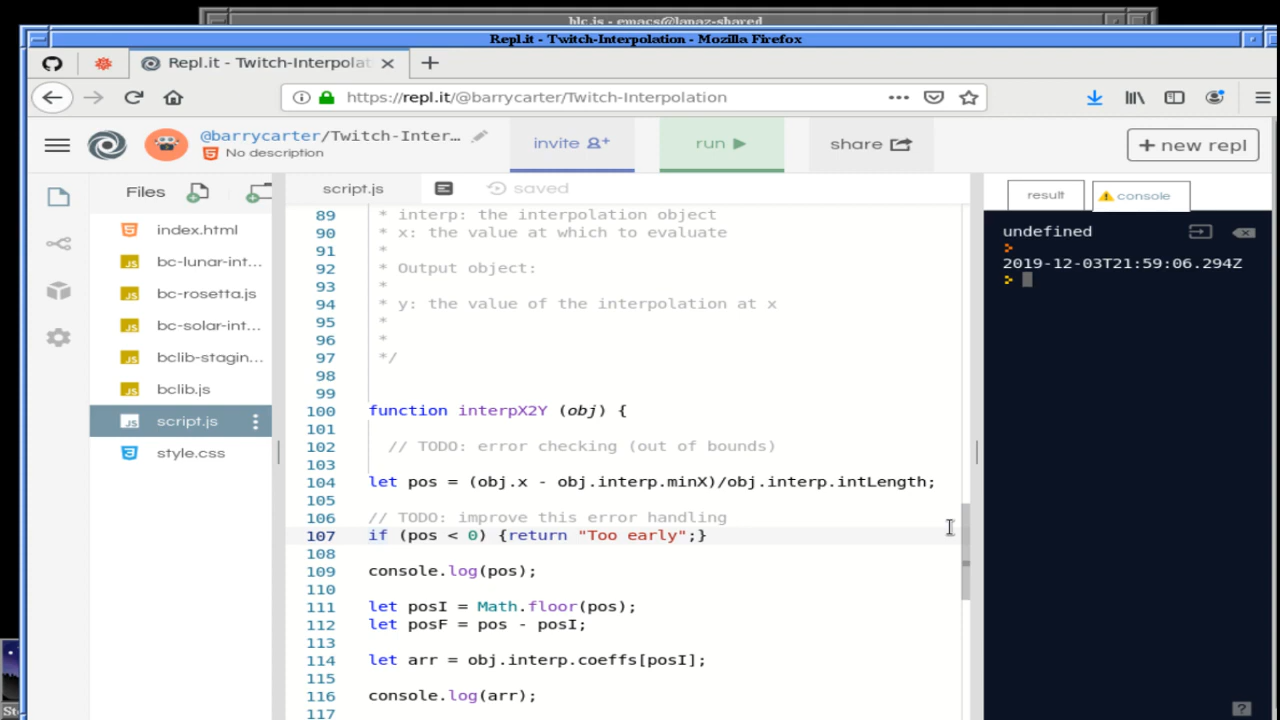 blc.js - emacs@lapaz-shared
Repl.it - Twitch-Interpolation - Mozilla Firefox
Repl.it - Twitch-Interpolat
https://repl.it/@barrycarter/Twitch-Interpolation
@barrycarter/Twitch-Inter...
No description
invite
run
share
+ new repl
Files
script.js
saved
result
console
index.html
bc-lunar-int...
bc-rosetta.js
bc-solar-int...
bclib-stagin...
bclib.js
script.js
style.css
89 * interp: the interpolation object
90 * x: the value at which to evaluate
91 *
92 * Output object:
93 *
94 * y: the value of the interpolation at x
95 *
96 *
97 */
98
99
100 function interpX2Y (obj) {
101
102 // TODO: error checking (out of bounds)
103
104 let pos = (obj.x - obj.interp.minX)/obj.interp.intLength;
105
106 // TODO: improve this error handling
107 if (pos < 0) {return "Too early";}
108
109 console.log(pos);
110
111 let posI = Math.floor(pos);
112 let posF = pos - posI;
113
114 let arr = obj.interp.coeffs[posI];
115
116 console.log(arr);
117
undefined
>
2019-12-03T21:59:06.294Z
>
St
?